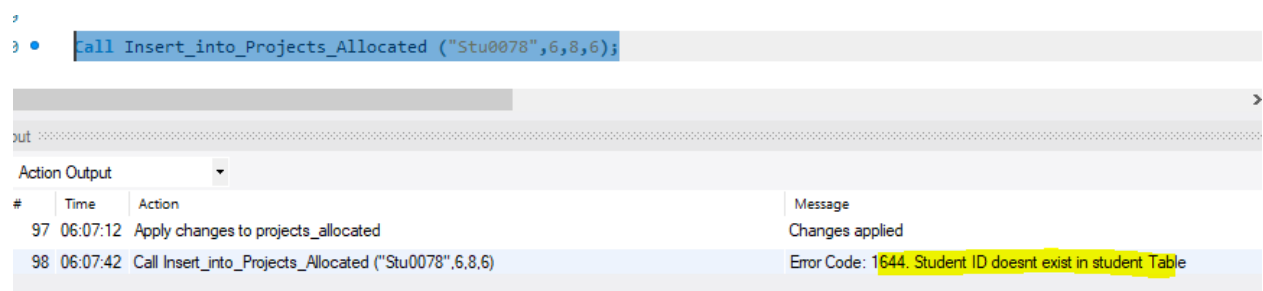 Call Insert_into_Projects_Allocated ("Stu0078",6,8,6);
Action Output
# Time Action Message
97 06:07:12 Apply changes to projects_allocated Changes applied
98 06:07:42 Call Insert_into_Projects_Allocated ("Stu0078",6,8,6) Error Code: 1644. Student ID doesnt exist in student Table